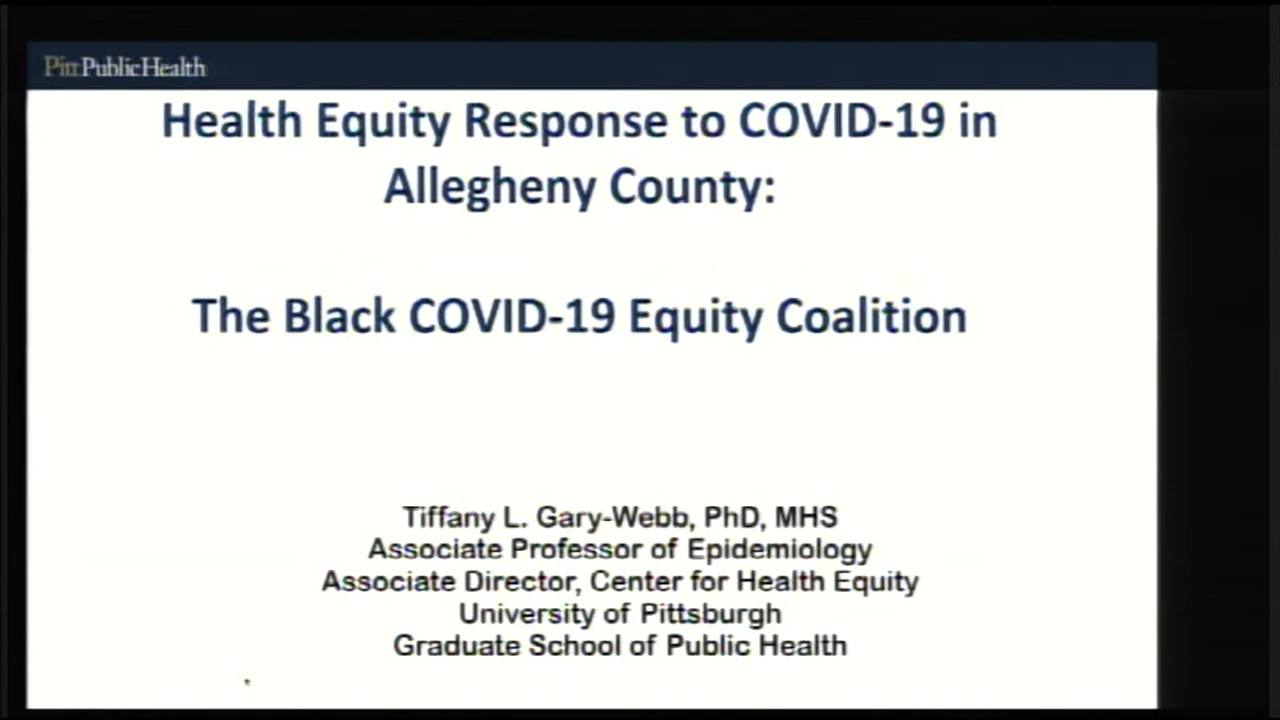 PittPublicHealth
Health Equity Response to COVID-19 in
Allegheny County:
The Black COVID-19 Equity Coalition
Tiffany L. Gary-Webb, PhD, MHS
Associate Professor of Epidemiology
Associate Director, Center for Health Equity
University of Pittsburgh
Graduate School of Public Health